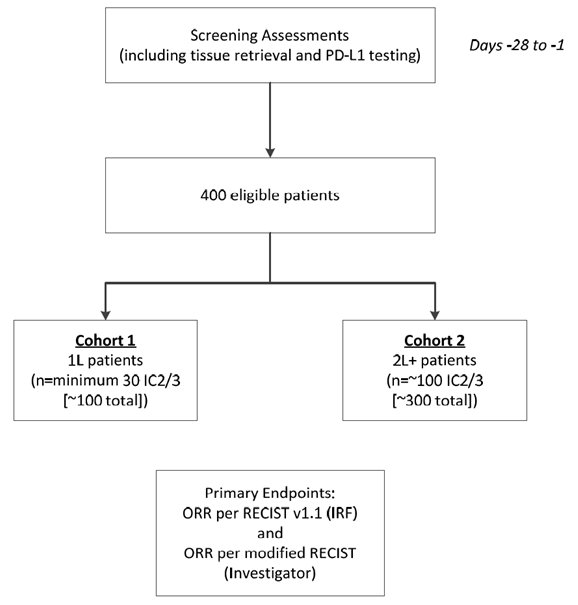 Screening Assessments
(including tissue retrieval and PD-L1 testing)
Days -28 to -1
400 eligible patients
Cohort 1
1L patients
(n=minimum 30 IC2/3
[~100 total])
Cohort 2
2L+ patients
(n=~100 IC2/3
[~300 total])
Primary Endpoints:
ORR per RECIST v1.1 (IRF)
and
ORR per modified RECIST
(Investigator)